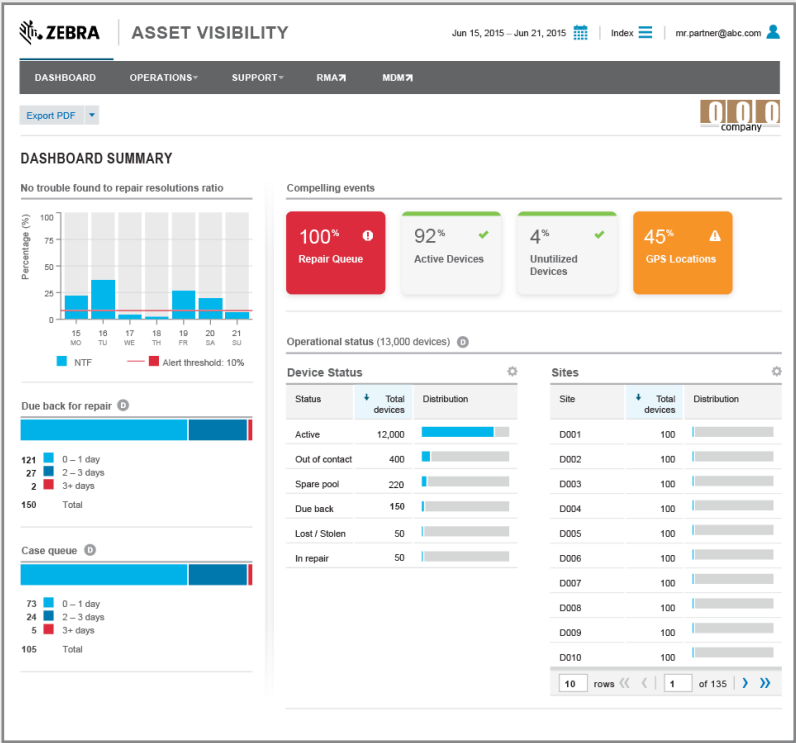 ZEBRA
ASSET VISIBILITY
Jun 15, 2015 – Jun 21, 2015
Index
mr.partner@abc.com
DASHBOARD
OPERATIONS
SUPPORT
RMA
MDM
Export PDF
000
company
DASHBOARD SUMMARY
No trouble found to repair resolutions ratio
Percentage (%)
100
75
50
25
0
15 16 17 18 19 20 21
MO TU WE TH FR SA SU
NTF
Alert threshold: 10%
Due back for repair D
121 0 – 1 day
27 2 – 3 days
2 3+ days
150 Total
Case queue D
73 0 – 1 day
24 2 – 3 days
5 3+ days
105 Total
Compelling events
100%
Repair Queue
92%
Active Devices
4%
Unutilized
Devices
45%
GPS Locations
Operational status (13,000 devices) D
Device Status
Status Total devices Distribution
Active 12,000
Out of contact 400
Spare pool 220
Due back 150
Lost / Stolen 50
In repair 50
Sites
Site Total devices Distribution
D001 100
D002 100
D003 100
D004 100
D005 100
D006 100
D007 100
D008 100
D009 100
D010 100
10 rows 1 of 135